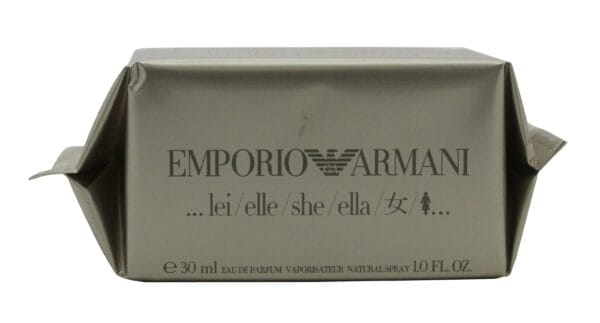 EMPORIO ARMANI
...lei/elle/she/ella/女/...
℮ 30 ml EAU DE PARFUM VAPORISATEUR NATURAL SPRAY 1.0 FL. OZ.